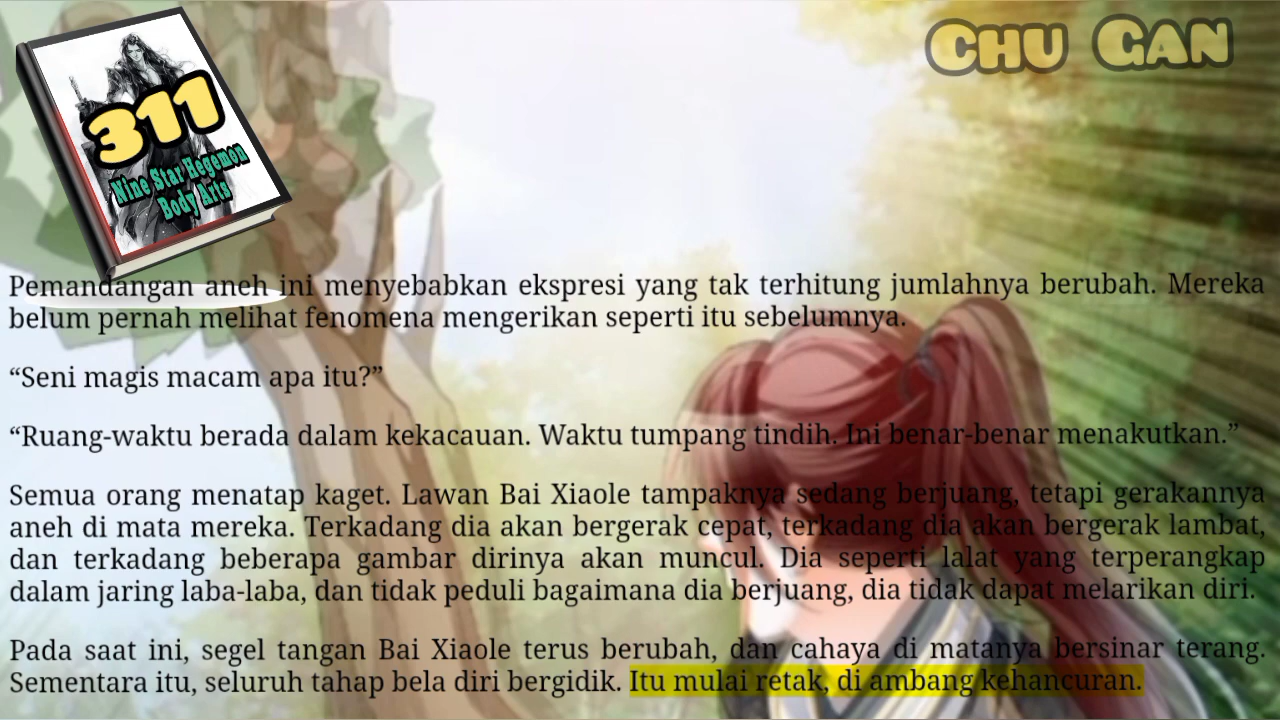 Chu Gan
311
Nine Star Hegemon
Body Arts
Pemandangan aneh ini menyebabkan ekspresi yang tak terhitung jumlahnya berubah. Mereka
belum pernah melihat fenomena mengerikan seperti itu sebelumnya.
“Seni magis macam apa itu?”
“Ruang-waktu berada dalam kekacauan. Waktu tumpang tindih. Ini benar-benar menakutkan.”
Semua orang menatap kaget. Lawan Bai Xiaole tampaknya sedang berjuang, tetapi gerakannya
aneh di mata mereka. Terkadang dia akan bergerak cepat, terkadang dia akan bergerak lambat,
dan terkadang beberapa gambar dirinya akan muncul. Dia seperti lalat yang terperangkap
dalam jaring laba-laba, dan tidak peduli bagaimana dia berjuang, dia tidak dapat melarikan diri.
Pada saat ini, segel tangan Bai Xiaole terus berubah, dan cahaya di matanya bersinar terang.
Sementara itu, seluruh tahap bela diri bergidik. Itu mulai retak, di ambang kehancuran.